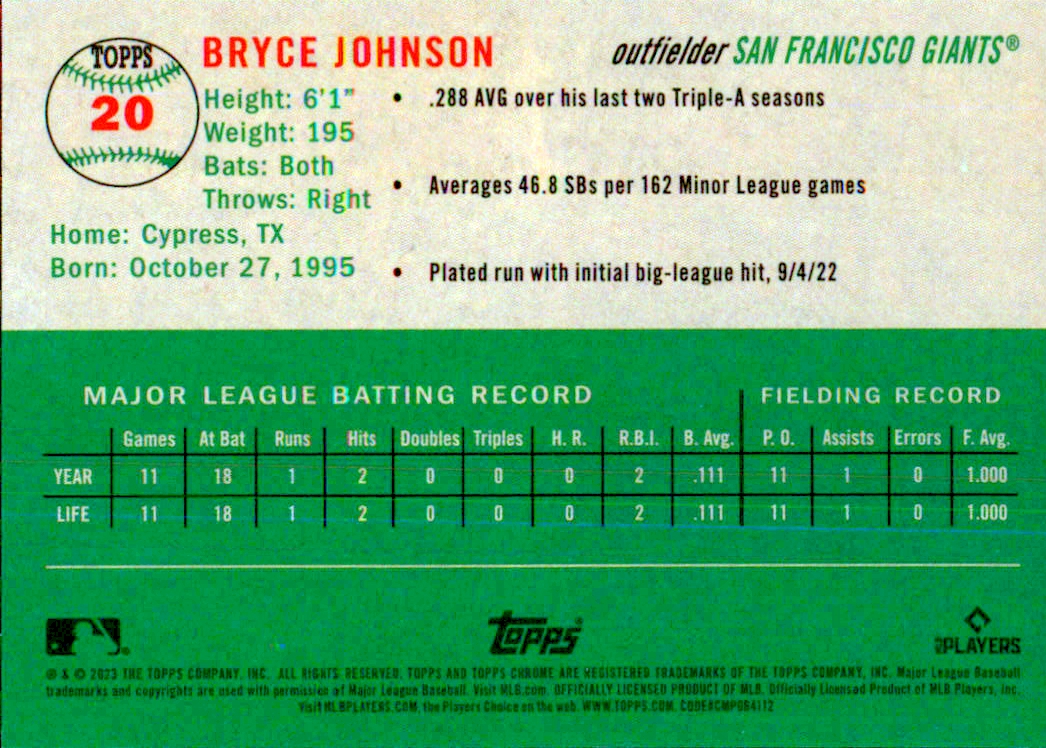 TOPPS
20
BRYCE JOHNSON
outfielder SAN FRANCISCO GIANTS®
Height: 6'1"
Weight: 195
Bats: Both
Throws: Right
Home: Cypress, TX
Born: October 27, 1995
• .288 AVG over his last two Triple-A seasons
• Averages 46.8 SBs per 162 Minor League games
• Plated run with initial big-league hit, 9/4/22
MAJOR LEAGUE BATTING RECORD FIELDING RECORD
Games At Bat Runs Hits Doubles Triples H. R. R.B.I. B. Avg. P. O. Assists Errors F. Avg.
YEAR 11 18 1 2 0 0 0 2 .111 11 1 0 1.000
LIFE 11 18 1 2 0 0 0 2 .111 11 1 0 1.000
Topps®
PLAYERS
® & © 2023 THE TOPPS COMPANY, INC. ALL RIGHTS RESERVED. TOPPS AND TOPPS CHROME ARE REGISTERED TRADEMARKS OF THE TOPPS COMPANY, INC. Major League Baseball
trademarks and copyrights are used with permission of Major League Baseball. Visit MLB.com. OFFICIALLY LICENSED PRODUCT OF MLB. Officially Licensed Product of MLB Players, Inc.
Visit MLBPLAYERS.COM, the Players Choice on the web. WWW.TOPPS.COM.